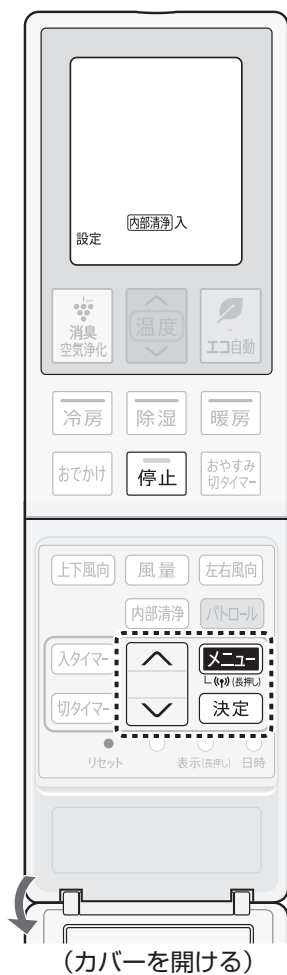 内部清浄 入
設定
Ion
消臭
空気浄化
温度
エコ自動
冷房 除湿 暖房
おでかけ 停止 おやすみ
切タイマー
上下風向 風量 左右風向
内部清浄 パトロール
入タイマー メニュー
(長押し)
切タイマー 決定
リセット 表示(長押し) 日時
(カバーを開ける)